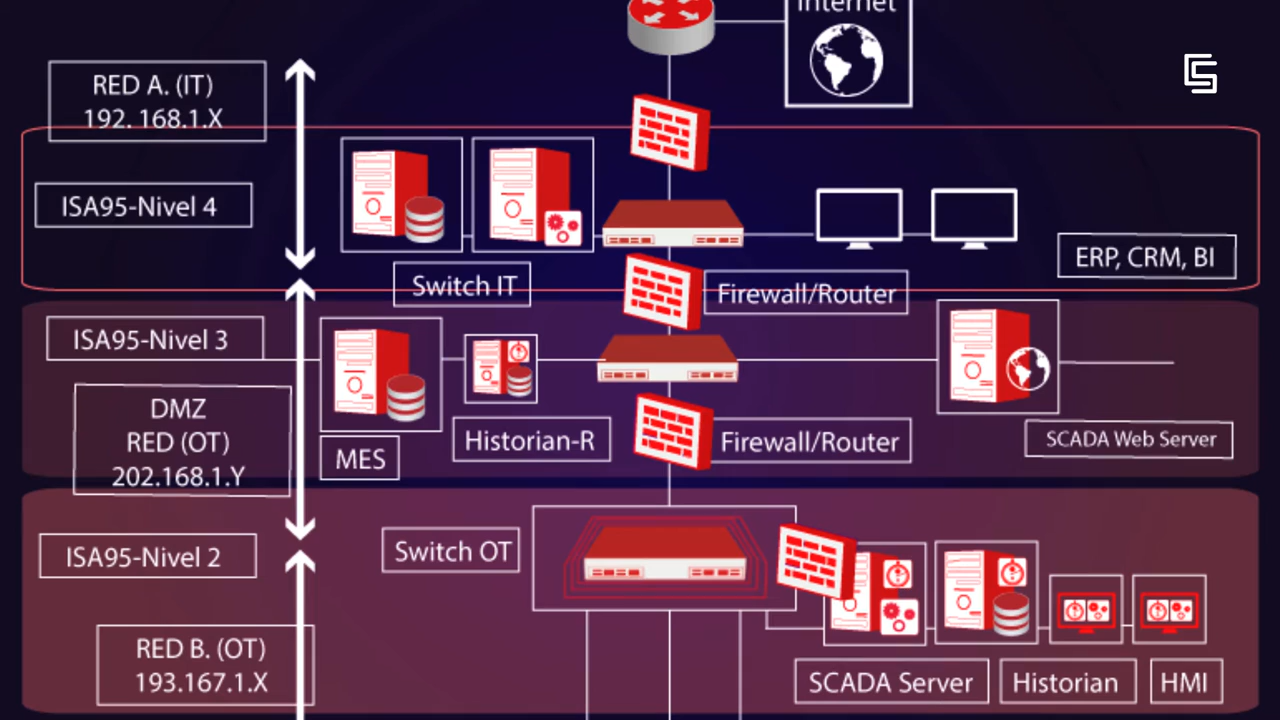 Internet
RED A. (IT)
192. 168.1.X
ISA95-Nivel 4
ERP, CRM, BI
Switch IT
Firewall/Router
ISA95-Nivel 3
DMZ
RED (OT)
202.168.1.Y
MES
Historian-R
Firewall/Router
SCADA Web Server
ISA95-Nivel 2
Switch OT
RED B. (OT)
193.167.1.X
SCADA Server
Historian
HMI